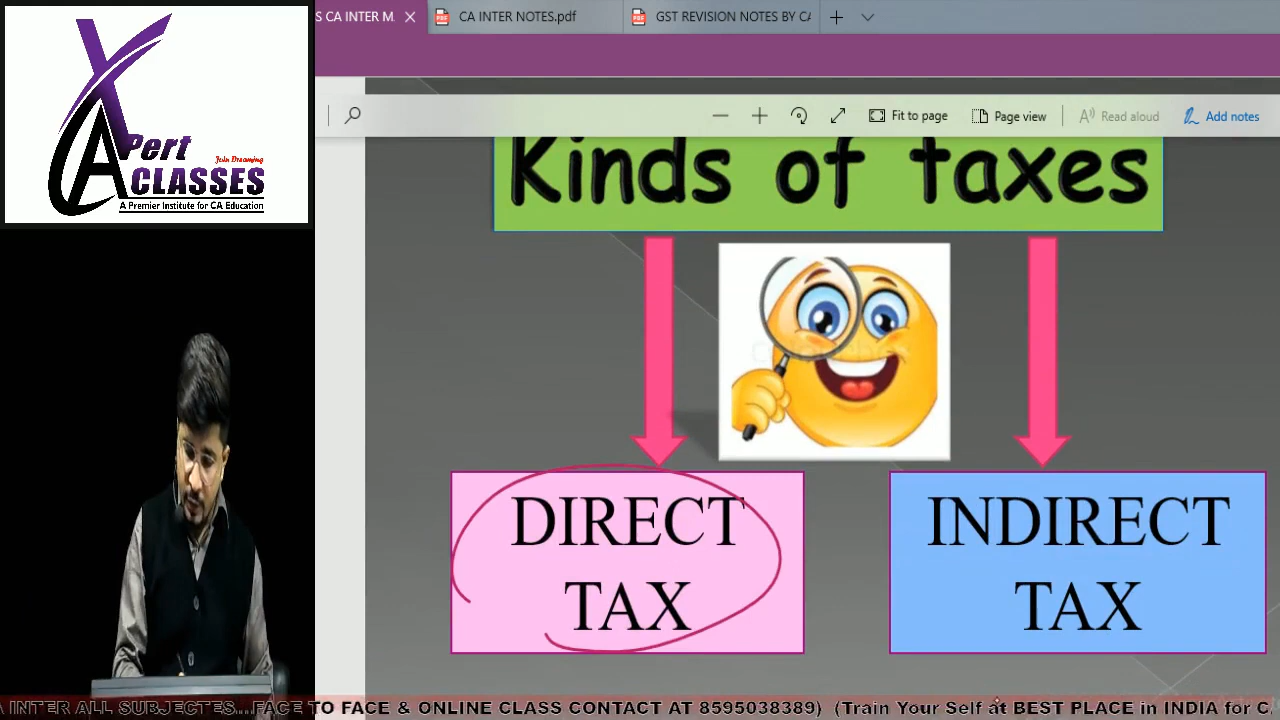 S CA INTER M
CA INTER NOTES.pdf
GST REVISION NOTES BY CA
Fit to page
Page view
Read aloud
Add notes
XPert
Join Dreaming
CA CLASSES
A Premier Institute for CA Education
Kinds of taxes
DIRECT
TAX
INDIRECT
TAX
A INTER ALL SUBJECTES...FACE TO FACE & ONLINE CLASS CONTACT AT 8595038389) (Train Your Self at BEST PLACE in INDIA for C